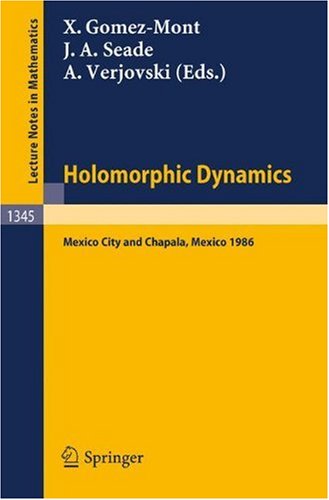 X. Gomez-Mont
J. A. Seade
A. Verjovski (Eds.)
Lecture Notes in Mathematics
1345
Holomorphic Dynamics
Mexico City and Chapala, Mexico 1986
Springer